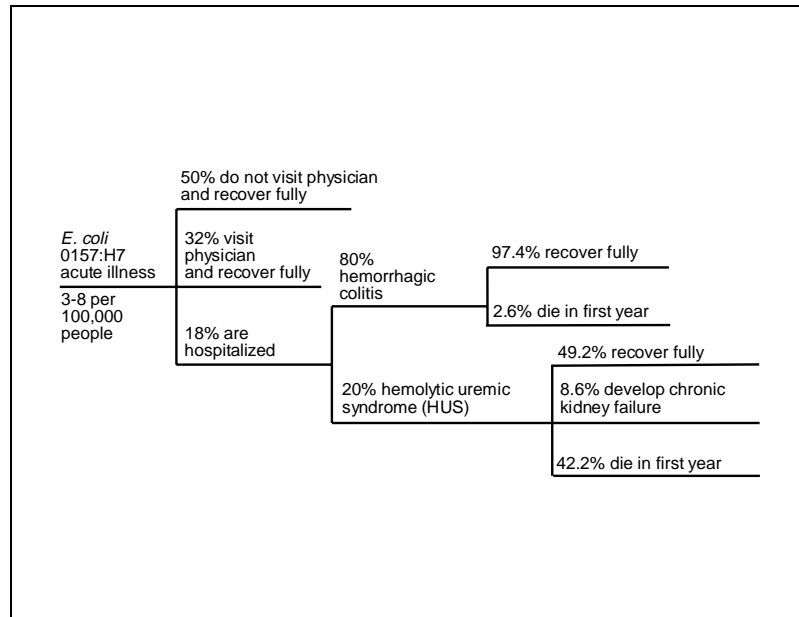 50% do not visit physician
and recover fully
E. coli
0157:H7
acute illness
3-8 per
100,000
people
32% visit
physician
and recover fully
18% are
hospitalized
80%
hemorrhagic
colitis
97.4% recover fully
2.6% die in first year
20% hemolytic uremic
syndrome (HUS)
49.2% recover fully
8.6% develop chronic
kidney failure
42.2% die in first year